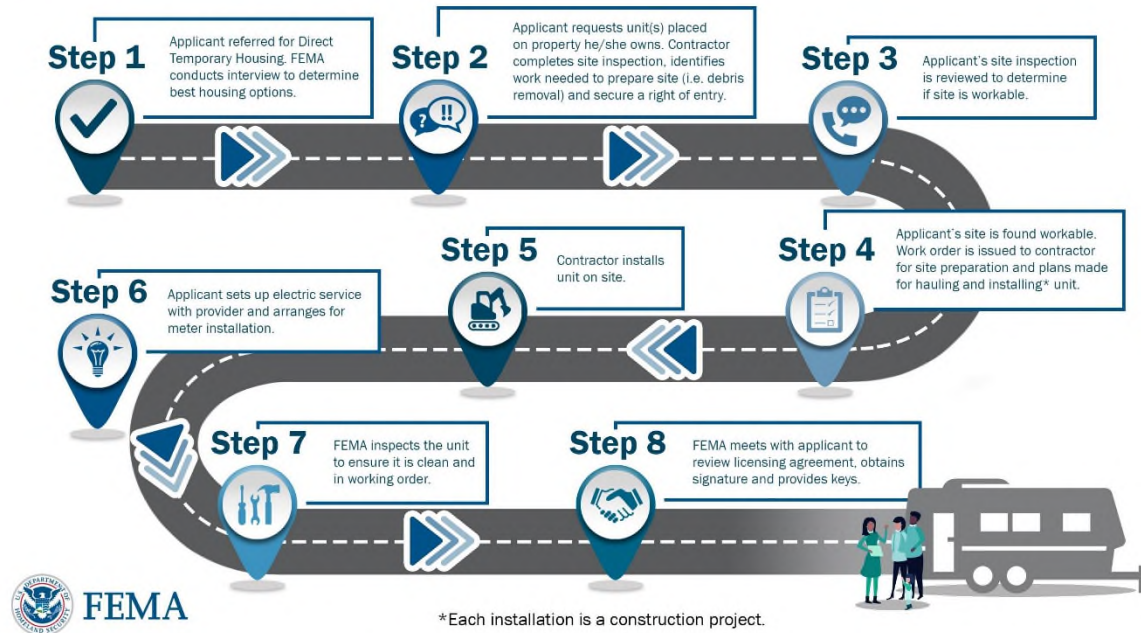 Step 1
Applicant referred for Direct
Temporary Housing. FEMA
conducts interview to determine
best housing options.
Step 2
Applicant requests unit(s) placed
on property he/she owns. Contractor
completes site inspection, identifies
work needed to prepare site (i.e. debris
removal) and secure a right of entry.
? !!
Step 3
Applicant's site inspection
is reviewed to determine
if site is workable.
Step 4
Applicant's site is found workable.
Work order is issued to contractor
for site preparation and plans made
for hauling and installing* unit.
Step 5
Contractor installs
unit on site.
Step 6
Applicant sets up electric service
with provider and arranges for
meter installation.
Step 7
FEMA inspects the unit
to ensure it is clean and
in working order.
Step 8
FEMA meets with applicant to
review licensing agreement, obtains
signature and provides keys.
U.S. DEPARTMENT OF
HOMELAND SECURITY
FEMA
*Each installation is a construction project.